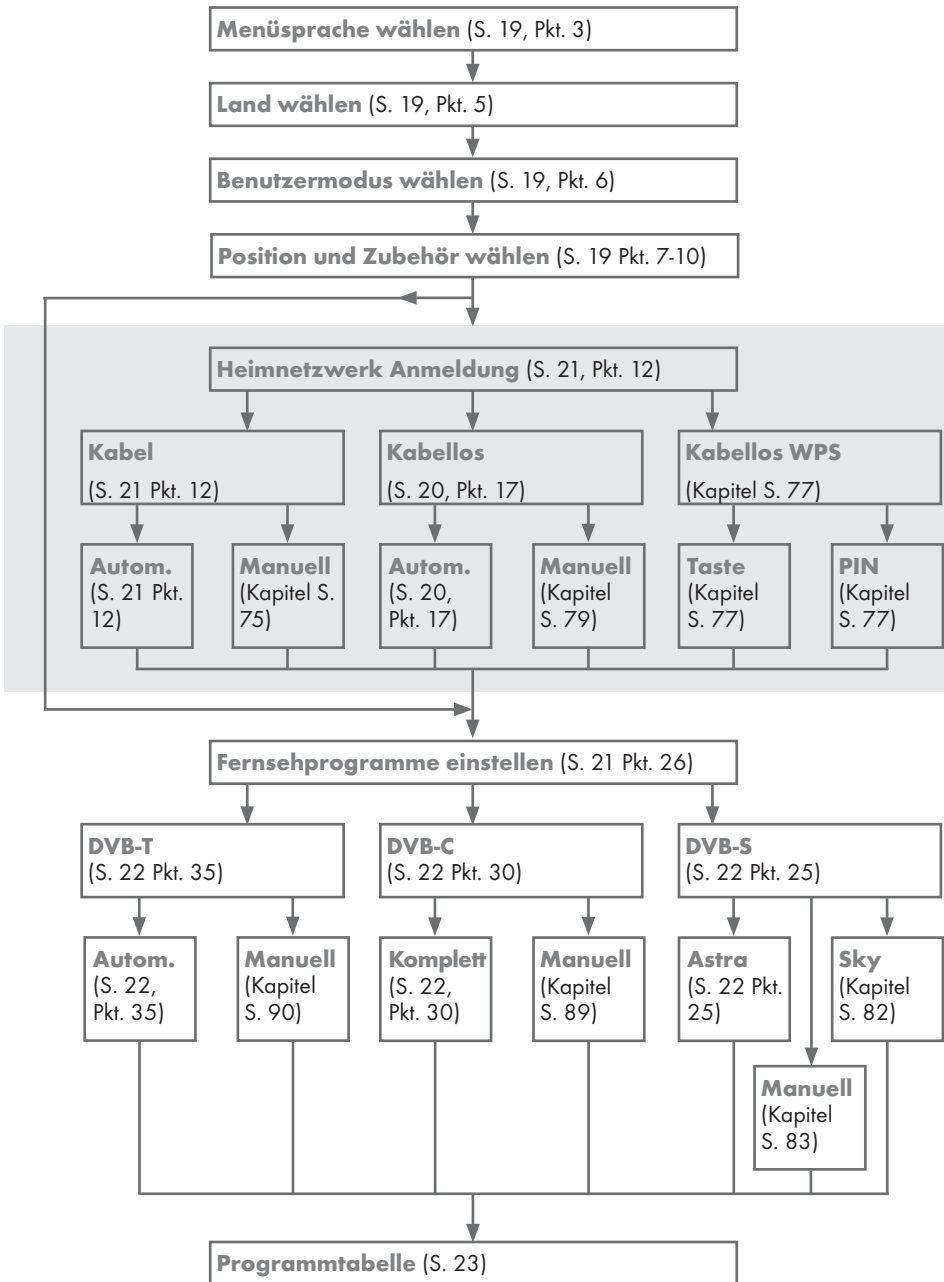 Menüsprache wählen (S. 19, Pkt. 3)
Land wählen (S. 19, Pkt. 5)
Benutzermodus wählen (S. 19, Pkt. 6)
Position und Zubehör wählen (S. 19 Pkt. 7-10)
Heimnetzwerk Anmeldung (S. 21, Pkt. 12)
Kabel
(S. 21 Pkt. 12)
Kabellos
(S. 20, Pkt. 17)
Kabellos WPS
(Kapitel S. 77)
Autom.
(S. 21 Pkt.
12)
Manuell
(Kapitel S.
75)
Autom.
(S. 20,
Pkt. 17)
Manuell
(Kapitel
S. 79)
Taste
(Kapitel
S. 77)
PIN
(Kapitel
S. 77)
Fernsehprogramme einstellen (S. 21 Pkt. 26)
DVB-T
(S. 22 Pkt. 35)
DVB-C
(S. 22 Pkt. 30)
DVB-S
(S. 22 Pkt. 25)
Autom.
(S. 22,
Pkt. 35)
Manuell
(Kapitel
S. 90)
Komplett
(S. 22,
Pkt. 30)
Manuell
(Kapitel
S. 89)
Astra
(S. 22 Pkt.
25)
Sky
(Kapitel
S. 82)
Manuell
(Kapitel
S. 83)
Programmtabelle (S. 23)